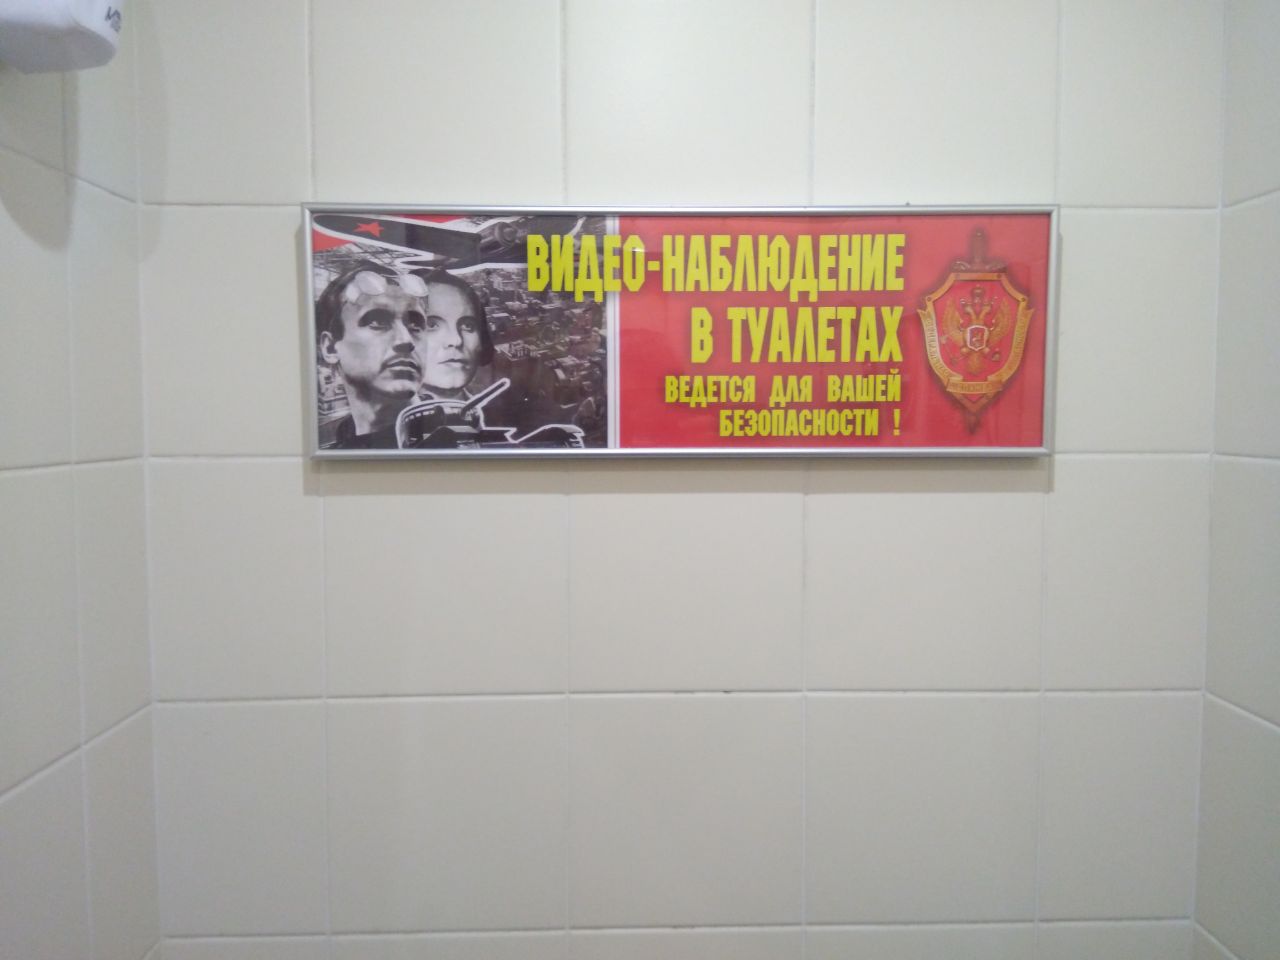 ВИДЕО-НАБЛЮДЕНИЕ
В ТУАЛЕТАХ
ВЕДЕТСЯ ДЛЯ ВАШЕЙ
БЕЗОПАСНОСТИ !